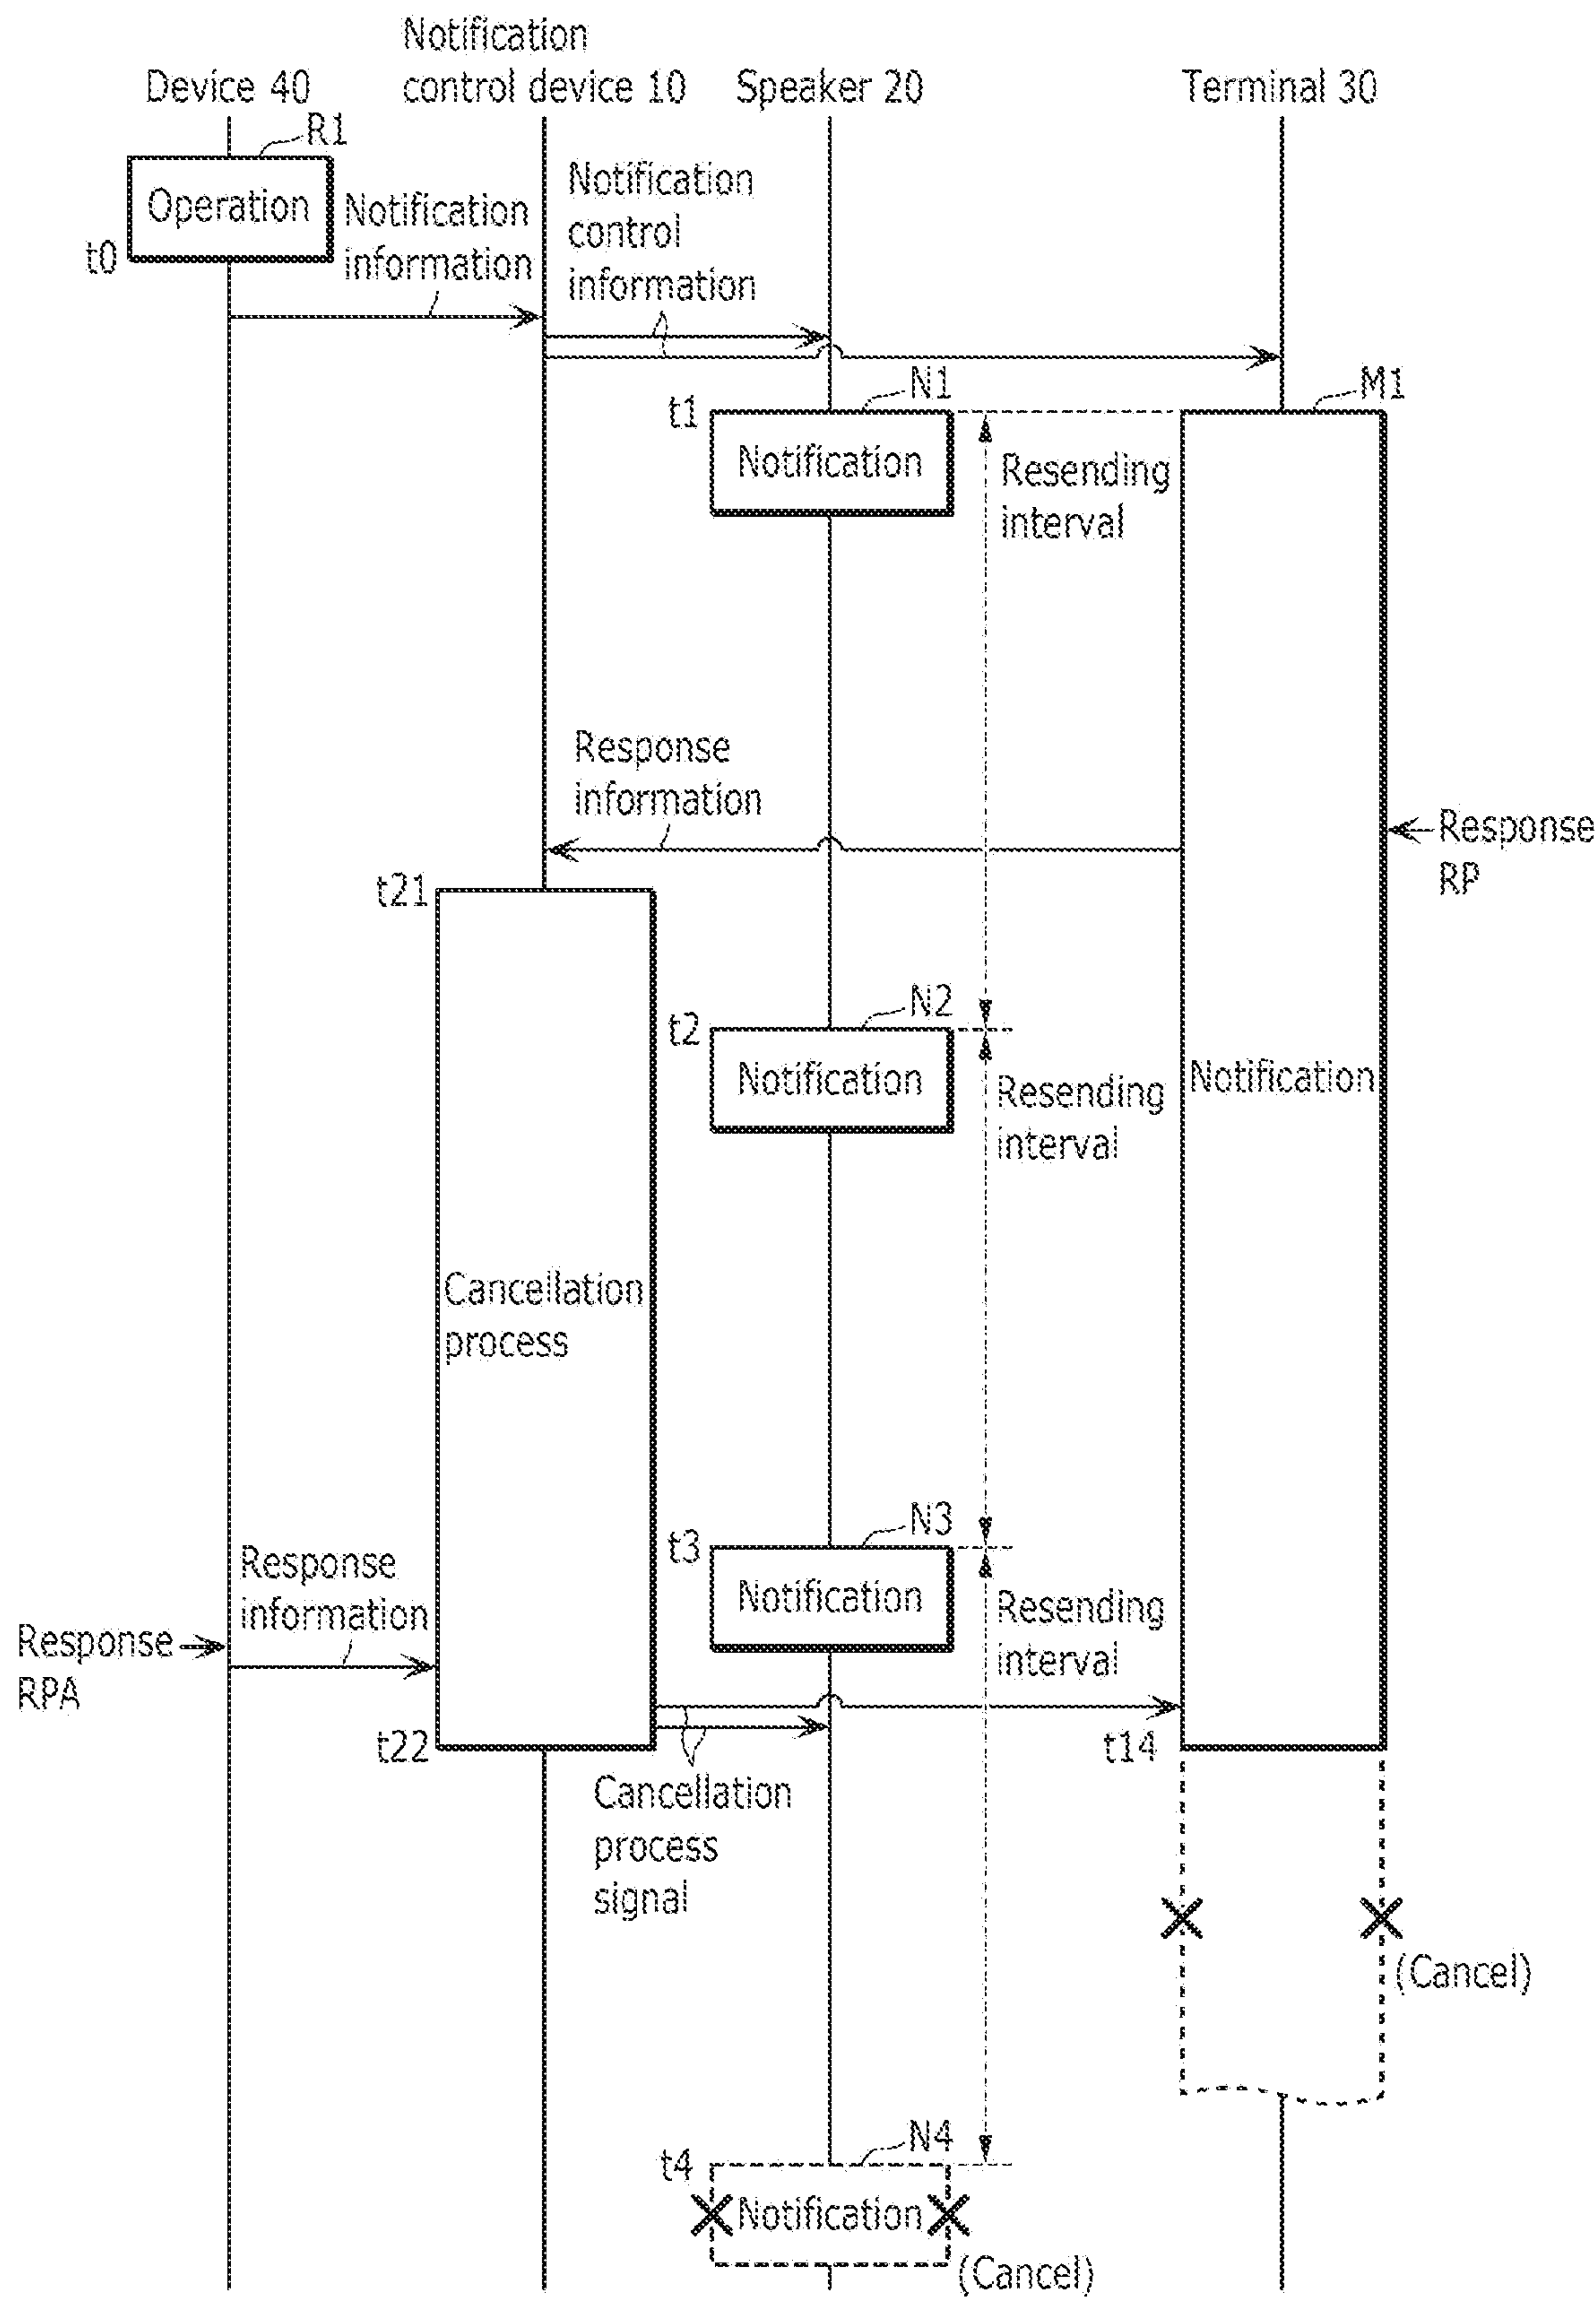 Notification
Device 40
control device 10
Speaker 20
Terminal 30
R1
Operation
t0
Notification
information
Notification
control
information
N1
M1
t1
Notification
Resending
interval
Response
information
Response
RP
t21
N2
t2
Notification
Resending
interval
Notification
Cancellation
process
N3
t3
Notification
Resending
interval
Response
information
Response
RPA
t22
t14
Cancellation
process
signal
(Cancel)
N4
t4
Notification
(Cancel)